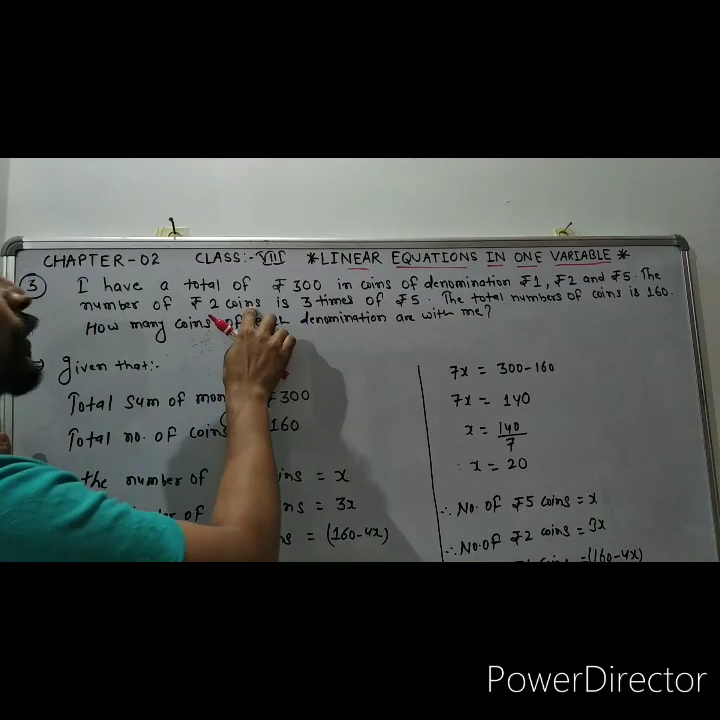 CHAPTER-02 CLASS:-VIII *LINEAR EQUATIONS IN ONE VARIABLE*
3 I have a total of ₹300 in coins of denomination ₹1, ₹2 and ₹5. The
number of ₹2 coins is 3 times of ₹5. The total numbers of coins is 160.
How many coins of denomination are with me?
Given that:-
Total sum of ₹300
Total no. of coins 160
the number of = x
= 3x
= (160-4x)
7x = 300-160
7x = 140
x = 140/7
∴ x = 20
∴ No. of ₹5 coins = x
∴ No. of ₹2 coins = 3x
coins = (160-4x)
PowerDirector